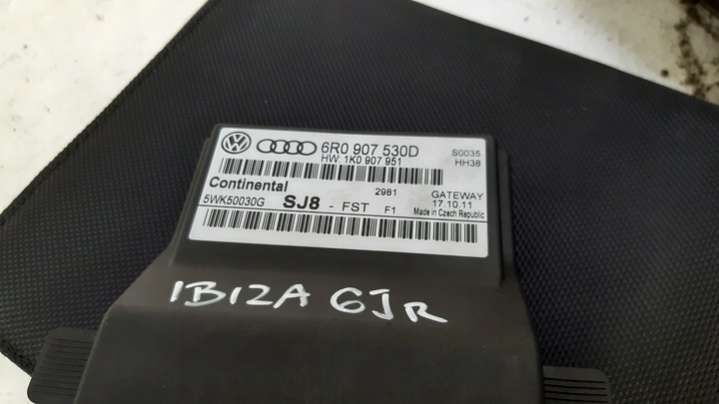 6R0 907 530D
HW: 1K0 907 951
S0035
HH38
Continental
2981
GATEWAY
5WK50030G
SJ8 - FST F1
17.10.11
Made in Czech Republic
IBIZA 6JR